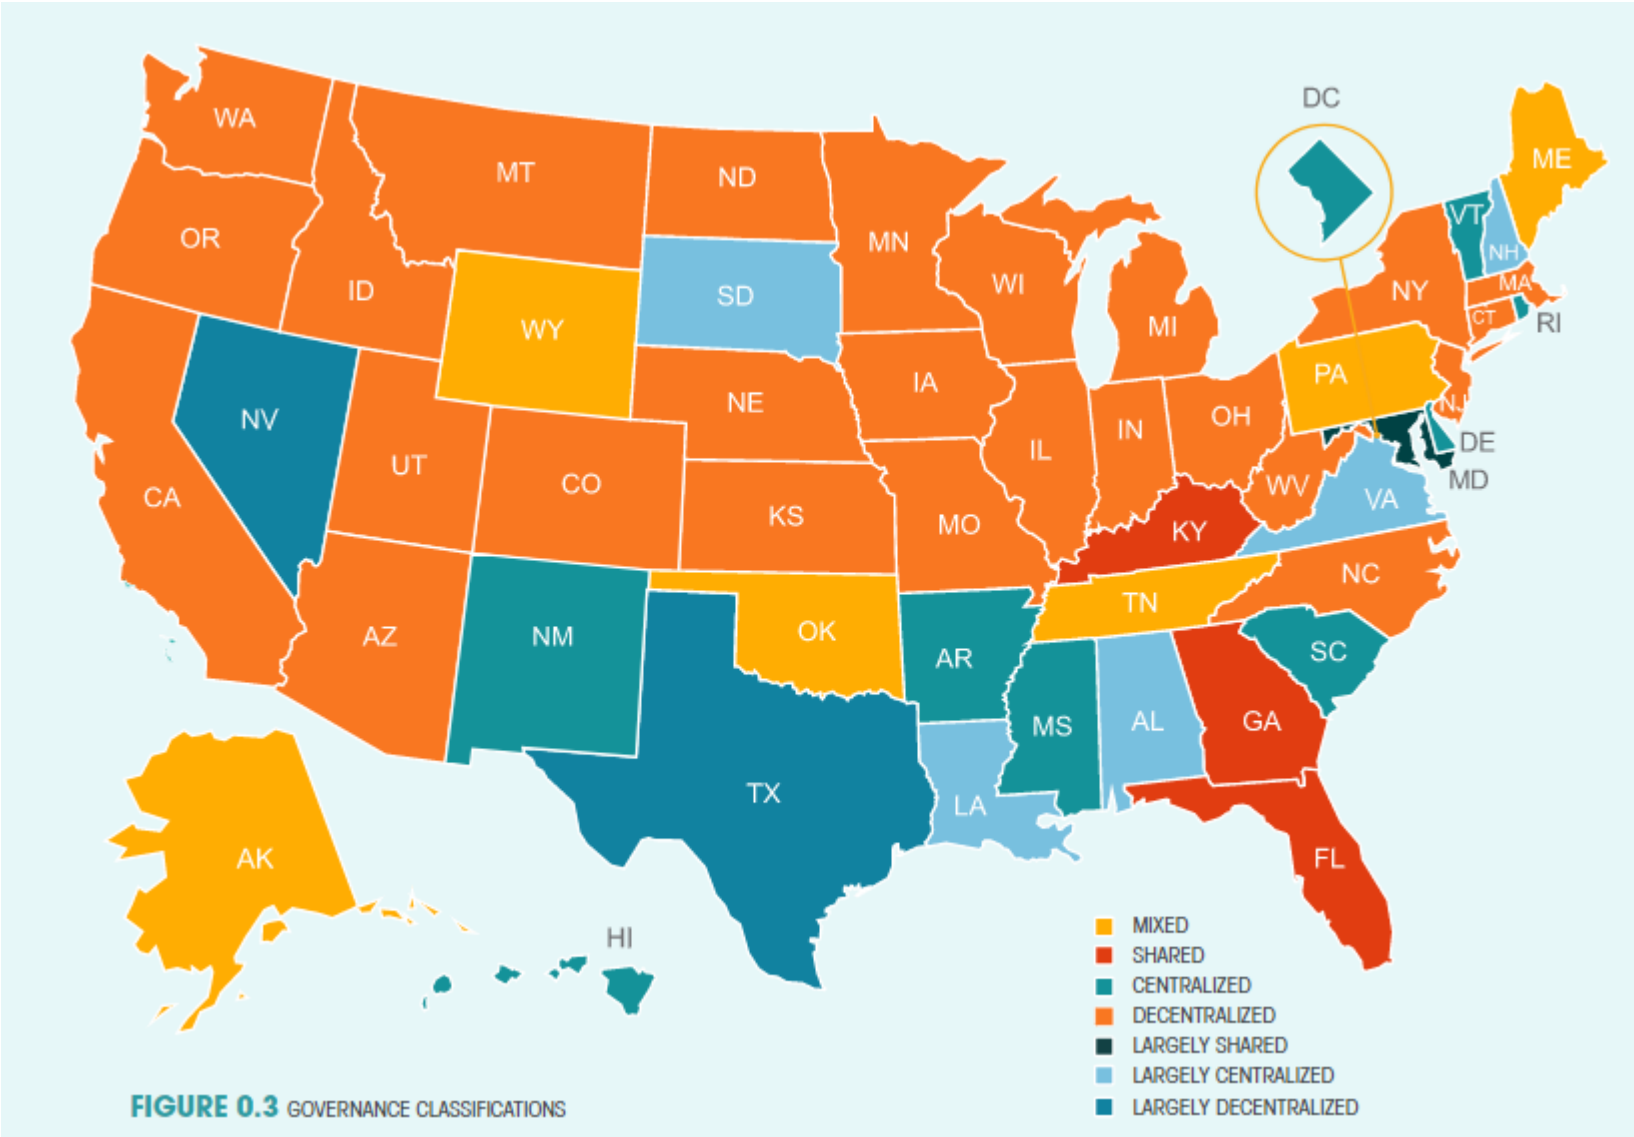 DC
WA
MT
ND
ME
OR
ID
MN
VT
NH
WY
SD
WI
MI
NY
MA
CT
RI
NV
UT
CO
NE
IA
IL
IN
OH
PA
NJ
DE
MD
CA
KS
MO
WV
VA
KY
AZ
NM
OK
AR
TN
NC
SC
TX
LA
MS
AL
GA
FL
AK
HI
MIXED
SHARED
CENTRALIZED
DECENTRALIZED
LARGELY SHARED
LARGELY CENTRALIZED
LARGELY DECENTRALIZED
FIGURE 0.3 GOVERNANCE CLASSIFICATIONS